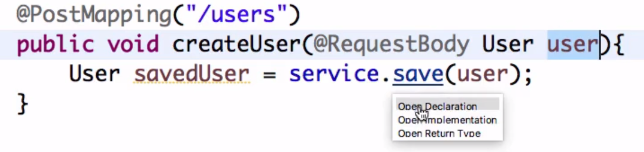 @PostMapping("/users")
public void createUser(@RequestBody User user){
User savedUser = service.save(user);
}
Open Declaration
Open Implementation
Open Return Type